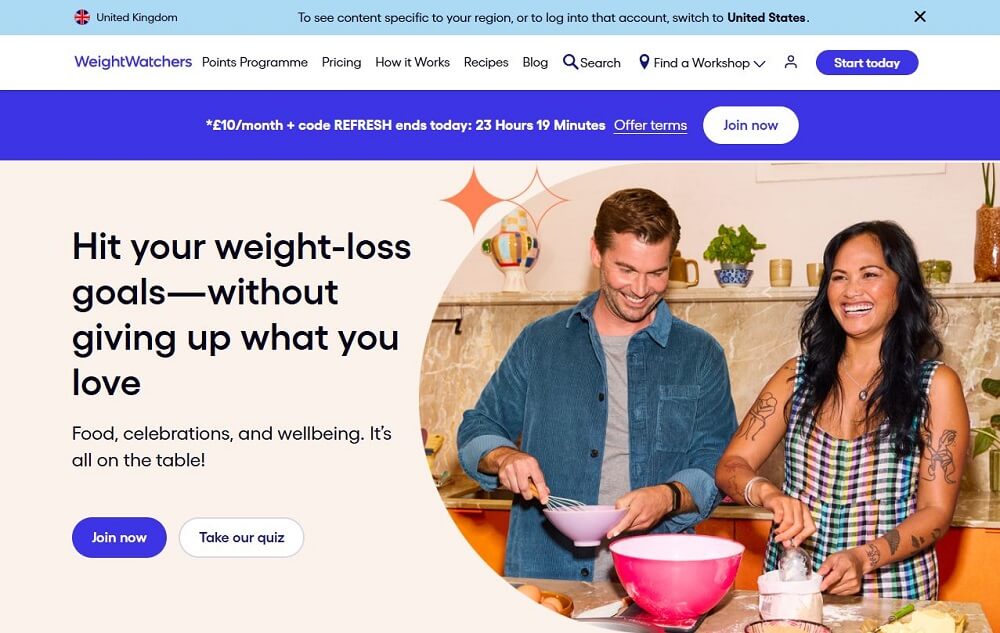 United Kingdom
To see content specific to your region, or to log into that account, switch to United States.
WeightWatchers Points Programme Pricing How it Works Recipes Blog Search Find a Workshop Start today
*£10/month + code REFRESH ends today: 23 Hours 19 Minutes Offer terms Join now
Hit your weight-loss
goals—without
giving up what you
love
Food, celebrations, and wellbeing. It’s
all on the table!
Join now Take our quiz